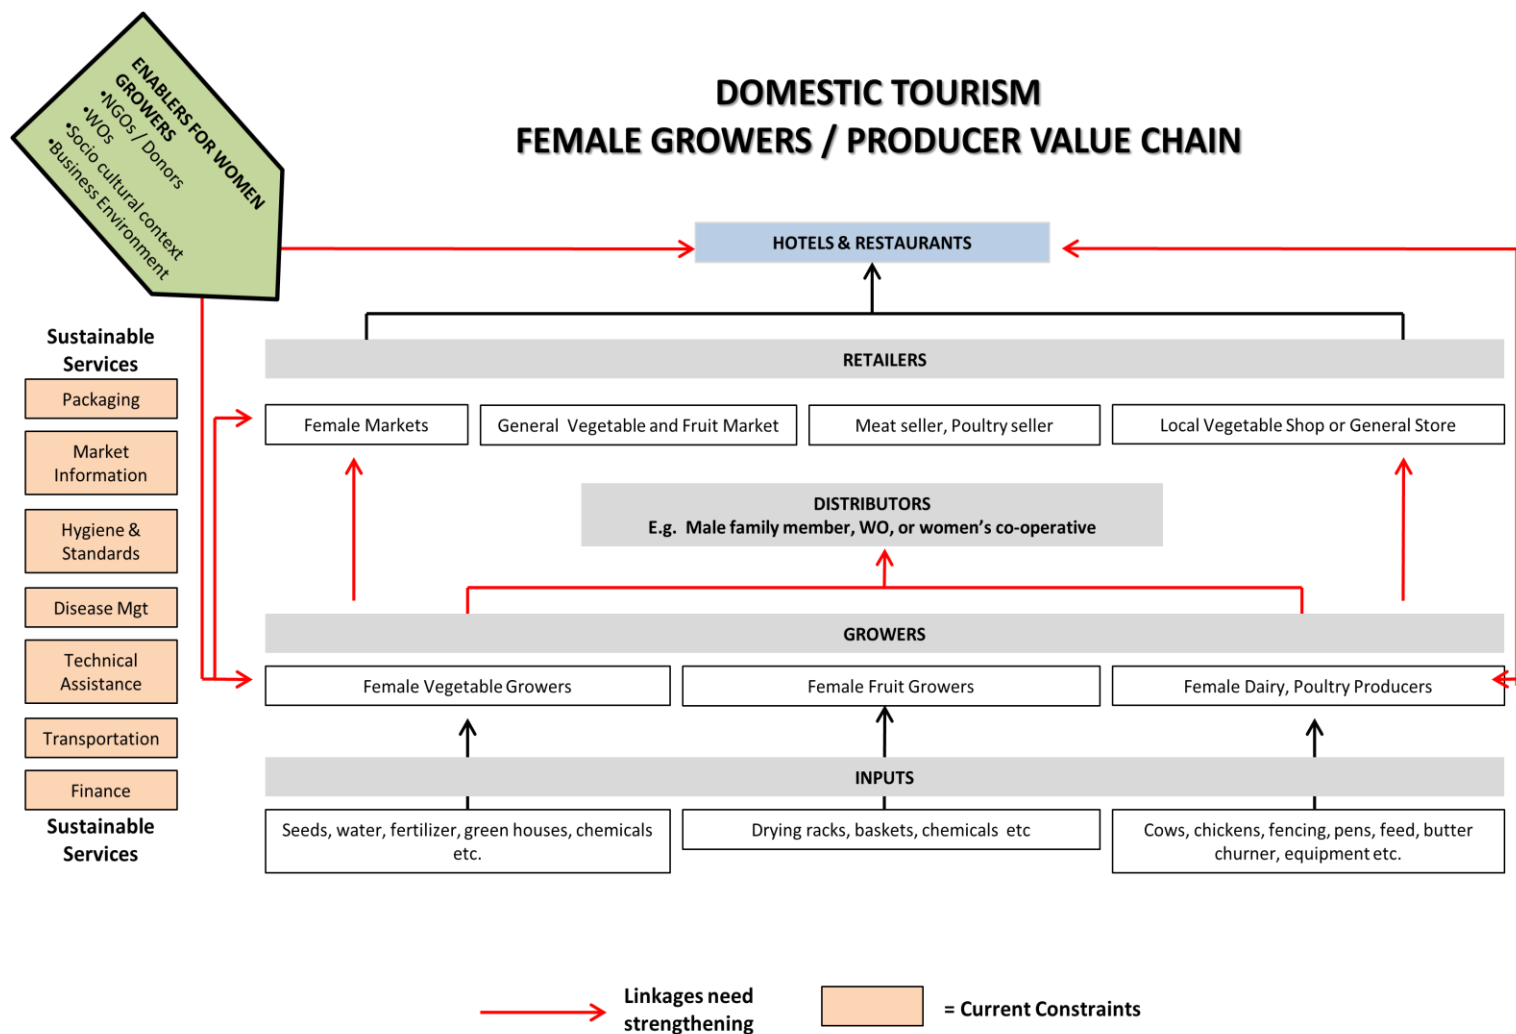 ENABLERS FOR WOMEN
GROWERS
•NGOs / Donors
•WOs
•Socio cultural context
•Business Environment
DOMESTIC TOURISM
FEMALE GROWERS / PRODUCER VALUE CHAIN
HOTELS & RESTAURANTS
Sustainable
Services
Packaging
Market
Information
Hygiene &
Standards
Disease Mgt
Technical
Assistance
Transportation
Finance
Sustainable
Services
RETAILERS
Female Markets
General Vegetable and Fruit Market
Meat seller, Poultry seller
Local Vegetable Shop or General Store
DISTRIBUTORS
E.g. Male family member, WO, or women's co-operative
GROWERS
Female Vegetable Growers
Female Fruit Growers
Female Dairy, Poultry Producers
INPUTS
Seeds, water, fertilizer, green houses, chemicals
etc.
Drying racks, baskets, chemicals etc
Cows, chickens, fencing, pens, feed, butter
churner, equipment etc.
Linkages need
strengthening
= Current Constraints